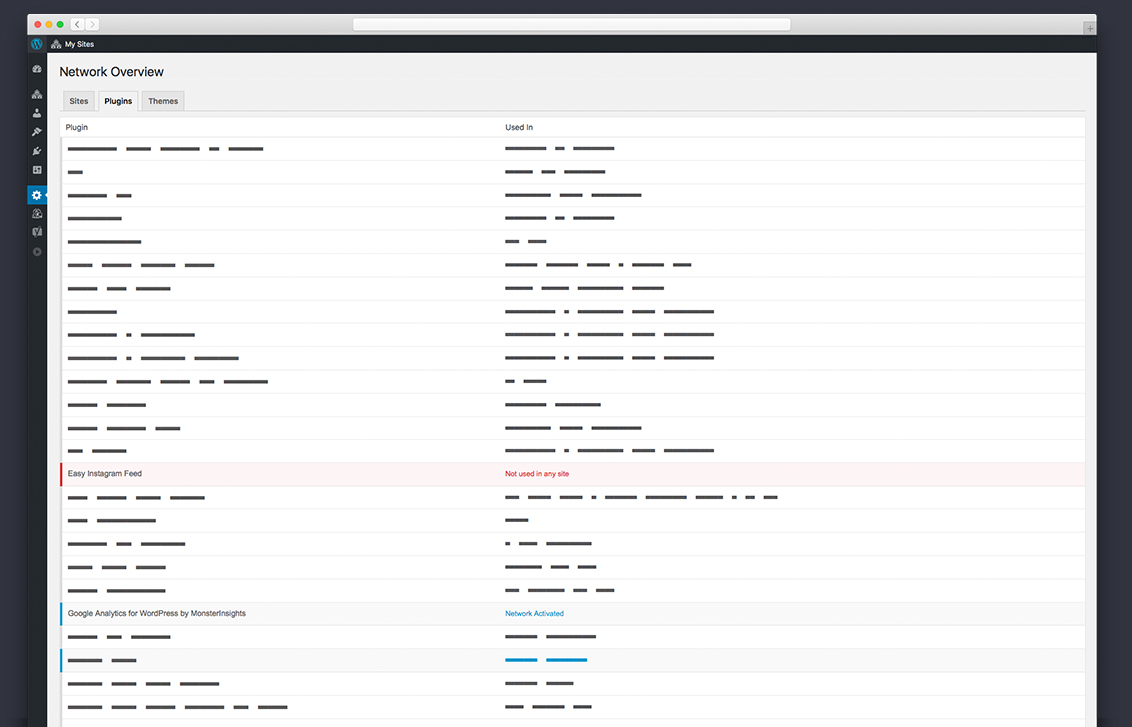 My Sites
Network Overview
Sites Plugins Themes
Plugin Used In
Easy Instagram Feed Not used in any site
Google Analytics for WordPress by MonsterInsights Network Activated